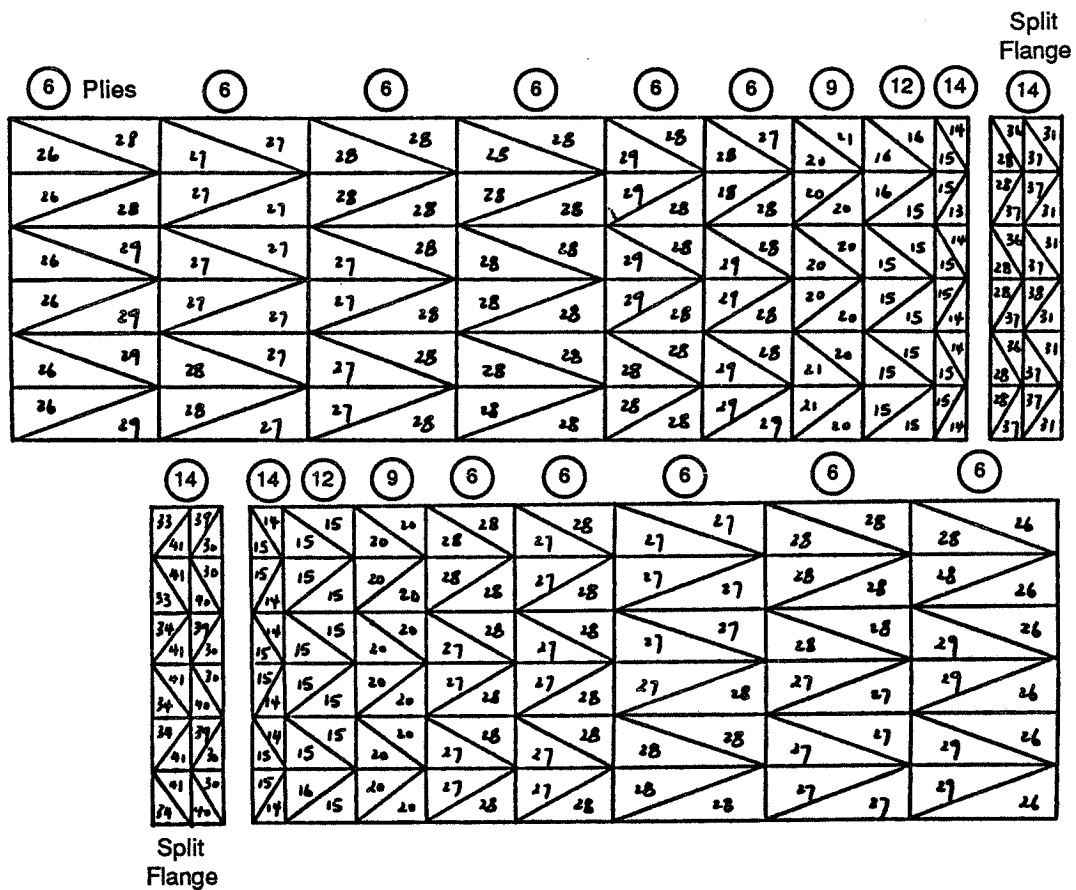 Split
Flange
6 Plies 6 6 6 6 6 9 12 14 14
28 27 28 28 28 27 21 16 14 31
26 27 28 28 29 28 20 16 15 28 37
26 27 28 28 29 28 20 16 15 28 37
28 27 28 28 28 28 20 15 13 37 31
29 27 28 28 28 28 20 15 14 36 31
26 27 27 28 29 29 20 15 15 28 37
26 27 27 28 29 29 20 15 15 28 38
29 27 28 28 28 28 20 15 14 37 31
29 27 28 28 28 28 20 15 14 36 31
26 28 27 28 28 29 21 15 15 28 37
26 28 27 28 28 29 21 15 15 28 37
29 27 28 28 28 29 20 15 14 37 31
14 14 12 9 6 6 6 6 6
33 39 14 15 20 28 28 27 28 26
41 30 15 15 20 28 27 27 28 28
41 30 15 15 20 28 27 27 28 28
33 40 14 15 20 28 28 27 28 26
34 39 14 15 20 28 28 27 28 26
41 30 15 15 20 27 27 27 28 29
41 30 15 15 20 27 27 27 27 29
34 40 14 15 20 28 28 28 27 26
34 39 14 15 20 28 28 28 27 26
41 30 15 15 20 27 27 28 27 29
41 30 15 16 20 27 27 28 27 29
34 40 14 15 20 28 28 28 27 26
Split
Flange